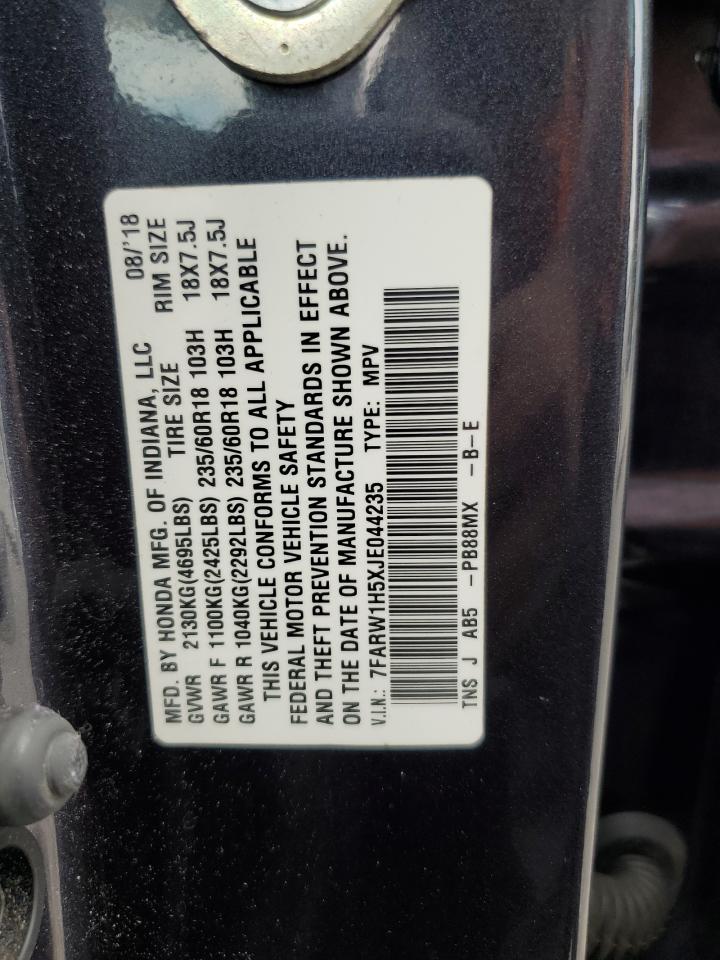 MFD. BY HONDA MFG. OF INDIANA, LLC 08/'18
TIRE SIZE RIM SIZE
GVWR 2130KG(4695LBS)
GAWR F 1100KG(2425LBS) 235/60R18 103H 18X7.5J
GAWR R 1040KG(2292LBS) 235/60R18 103H 18X7.5J
THIS VEHICLE CONFORMS TO ALL APPLICABLE
FEDERAL MOTOR VEHICLE SAFETY
AND THEFT PREVENTION STANDARDS IN EFFECT
ON THE DATE OF MANUFACTURE SHOWN ABOVE.
V.I.N.: 7FARW1H5XJE044235 TYPE: MPV
TNS J AB5 -PB88MX -B-E